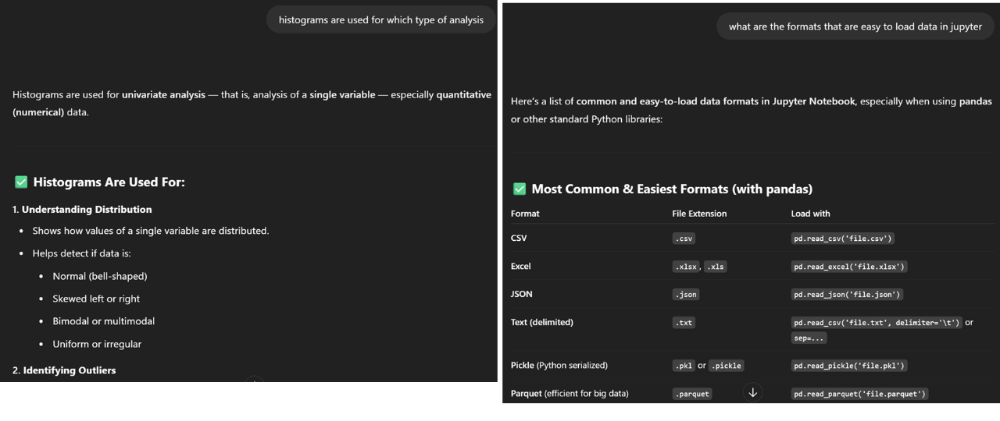 histograms are used for which type of analysis
Histograms are used for univariate analysis — that is, analysis of a single variable — especially quantitative
(numerical) data.
✅ Histograms Are Used For:
1. Understanding Distribution
• Shows how values of a single variable are distributed.
• Helps detect if data is:
• Normal (bell-shaped)
• Skewed left or right
• Bimodal or multimodal
• Uniform or irregular
2. Identifying Outliers
what are the formats that are easy to load data in jupyter
Here's a list of common and easy-to-load data formats in Jupyter Notebook, especially when using pandas
or other standard Python libraries:
✅ Most Common & Easiest Formats (with pandas)
Format File Extension Load with
CSV .csv pd.read_csv('file.csv')
Excel .xlsx, .xls pd.read_excel('file.xlsx')
JSON .json pd.read_json('file.json')
Text (delimited) .txt pd.read_csv('file.txt', delimiter='\t') or
sep=...
Pickle (Python serialized) .pkl or .pickle pd.read_pickle('file.pkl')
Parquet (efficient for big data) .parquet pd.read_parquet('file.parquet')